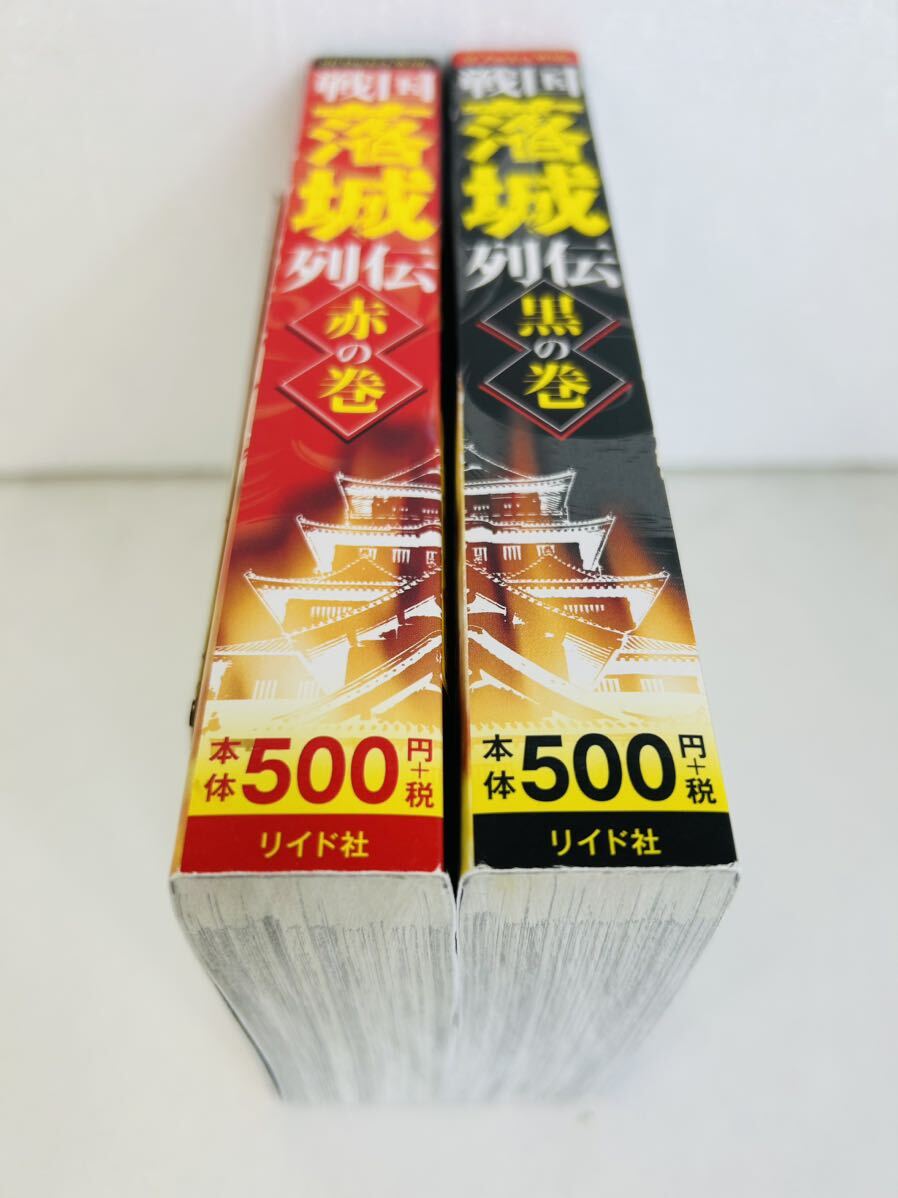 戦国
落城
列伝
赤の巻
本体500円+税
リイド社
戦国
落城
列伝
黒の巻
本体500円+税
リイド社